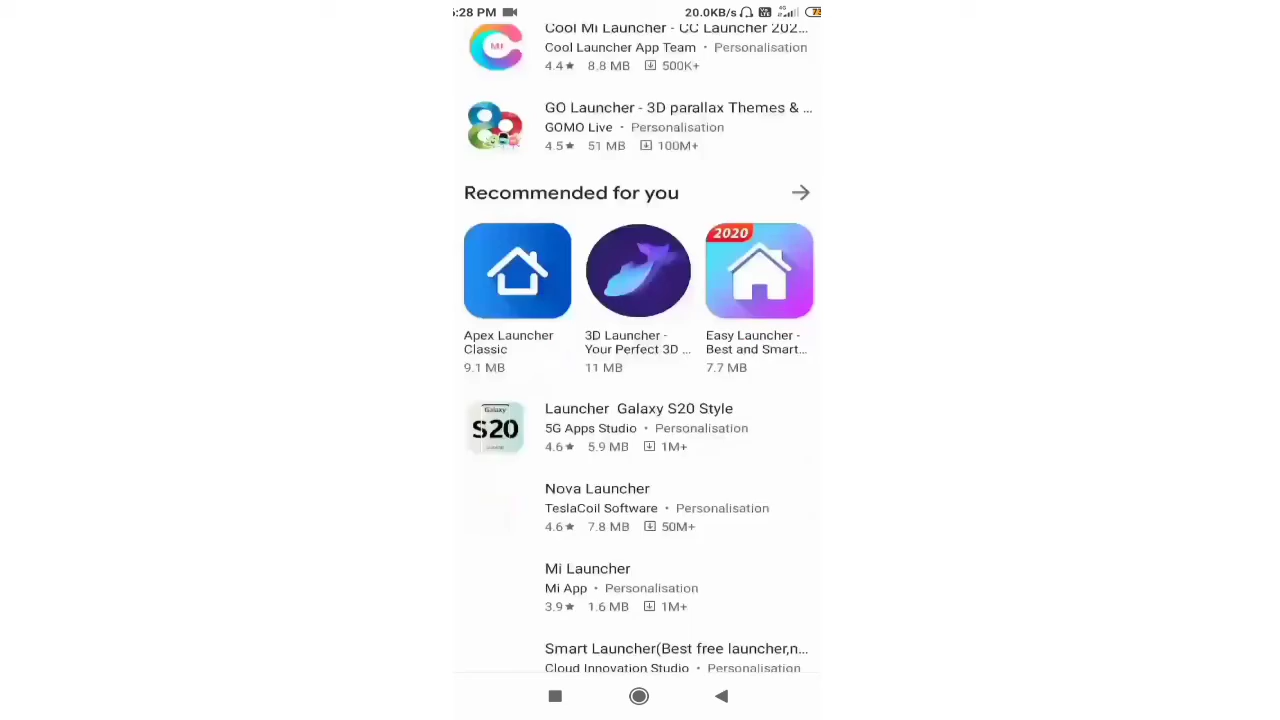 :28 PM
20.0KB/s
4G
73
Cool Mi Launcher - CC Launcher 202...
MI
Cool Launcher App Team • Personalisation
4.4★ 8.8 MB 500K+
GO Launcher - 3D parallax Themes & ...
GOMO Live • Personalisation
4.5★ 51 MB 100M+
Recommended for you
2020
Apex Launcher
Classic
9.1 MB
3D Launcher -
Your Perfect 3D ...
11 MB
Easy Launcher -
Best and Smart...
7.7 MB
Galaxy
S20
Launcher Galaxy S20 Style
5G Apps Studio • Personalisation
4.6★ 5.9 MB 1M+
Nova Launcher
TeslaCoil Software • Personalisation
4.6★ 7.8 MB 50M+
Mi Launcher
Mi App • Personalisation
3.9★ 1.6 MB 1M+
Smart Launcher(Best free launcher,n...
Cloud Innovation Studio • Personalisation